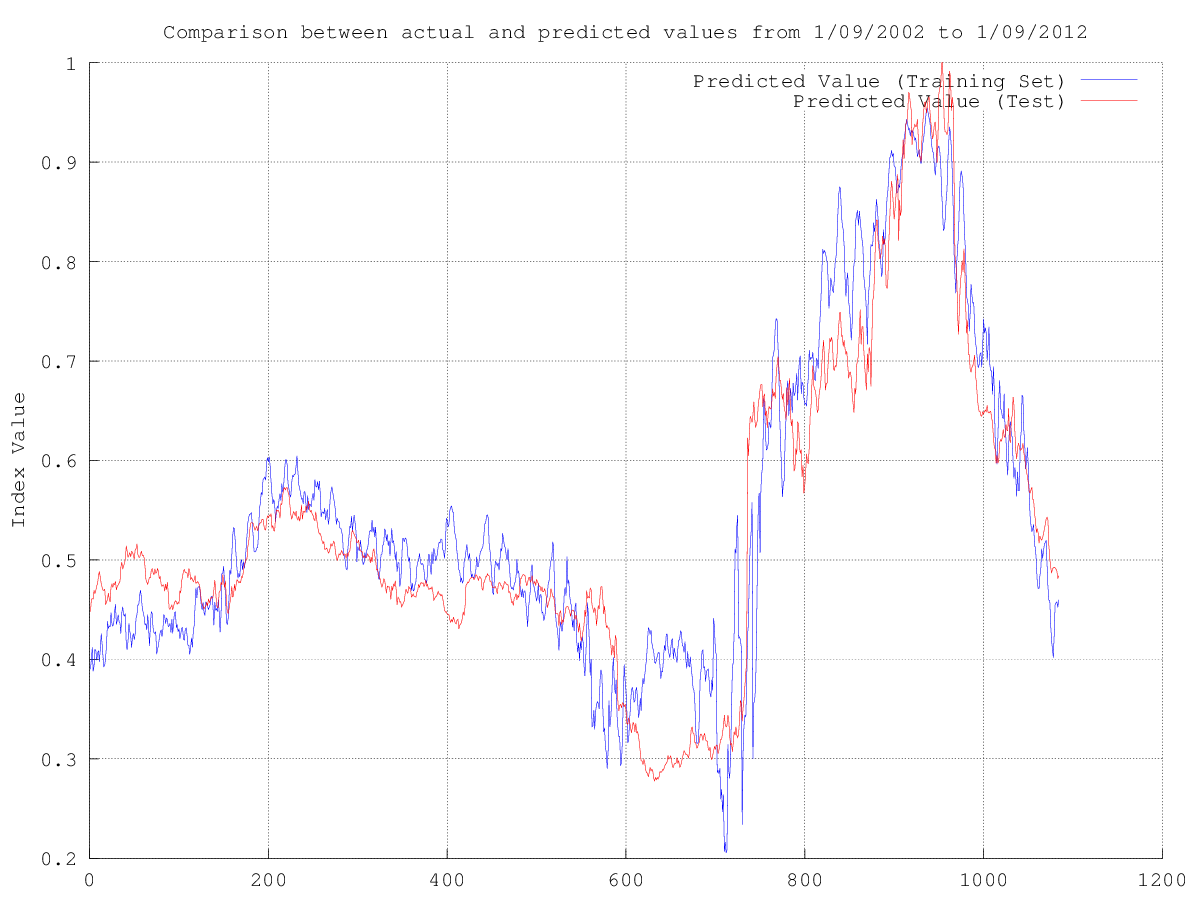 Comparison between actual and predicted values from 1/09/2002 to 1/09/2012
Predicted Value (Training Set)
Predicted Value (Test)
Index Value
1
0.9
0.8
0.7
0.6
0.5
0.4
0.3
0.2
0 200 400 600 800 1000 1200